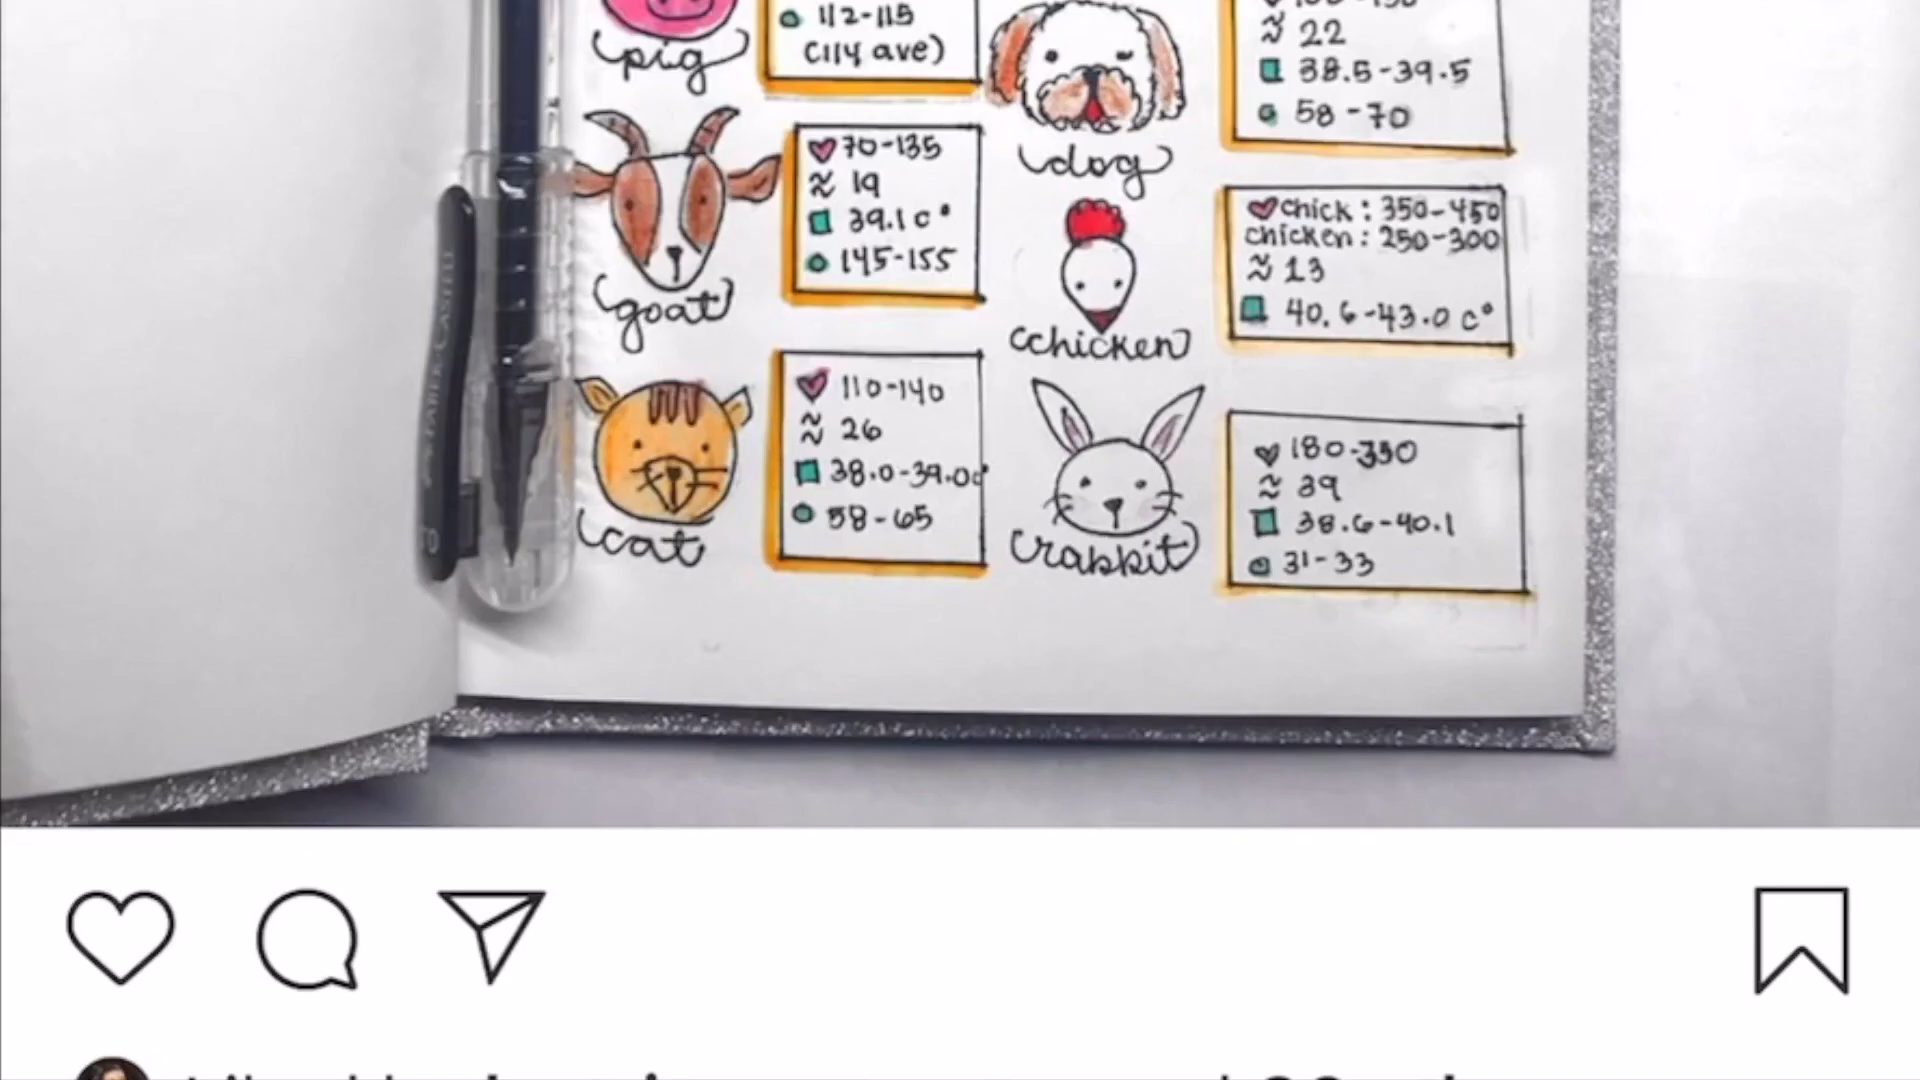 112-115
(114 ave)
pig
22
38.5-39.5
58-70
dog
70-135
19
39.1 c°
145-155
goat
chick: 350-450
chicken: 250-300
≈ 13
40.6-43.0 c°
chicken
110-140
≈ 26
38.0-39.0c°
58-65
cat
180-350
≈ 39
38.6-40.1
31-33
rabbit